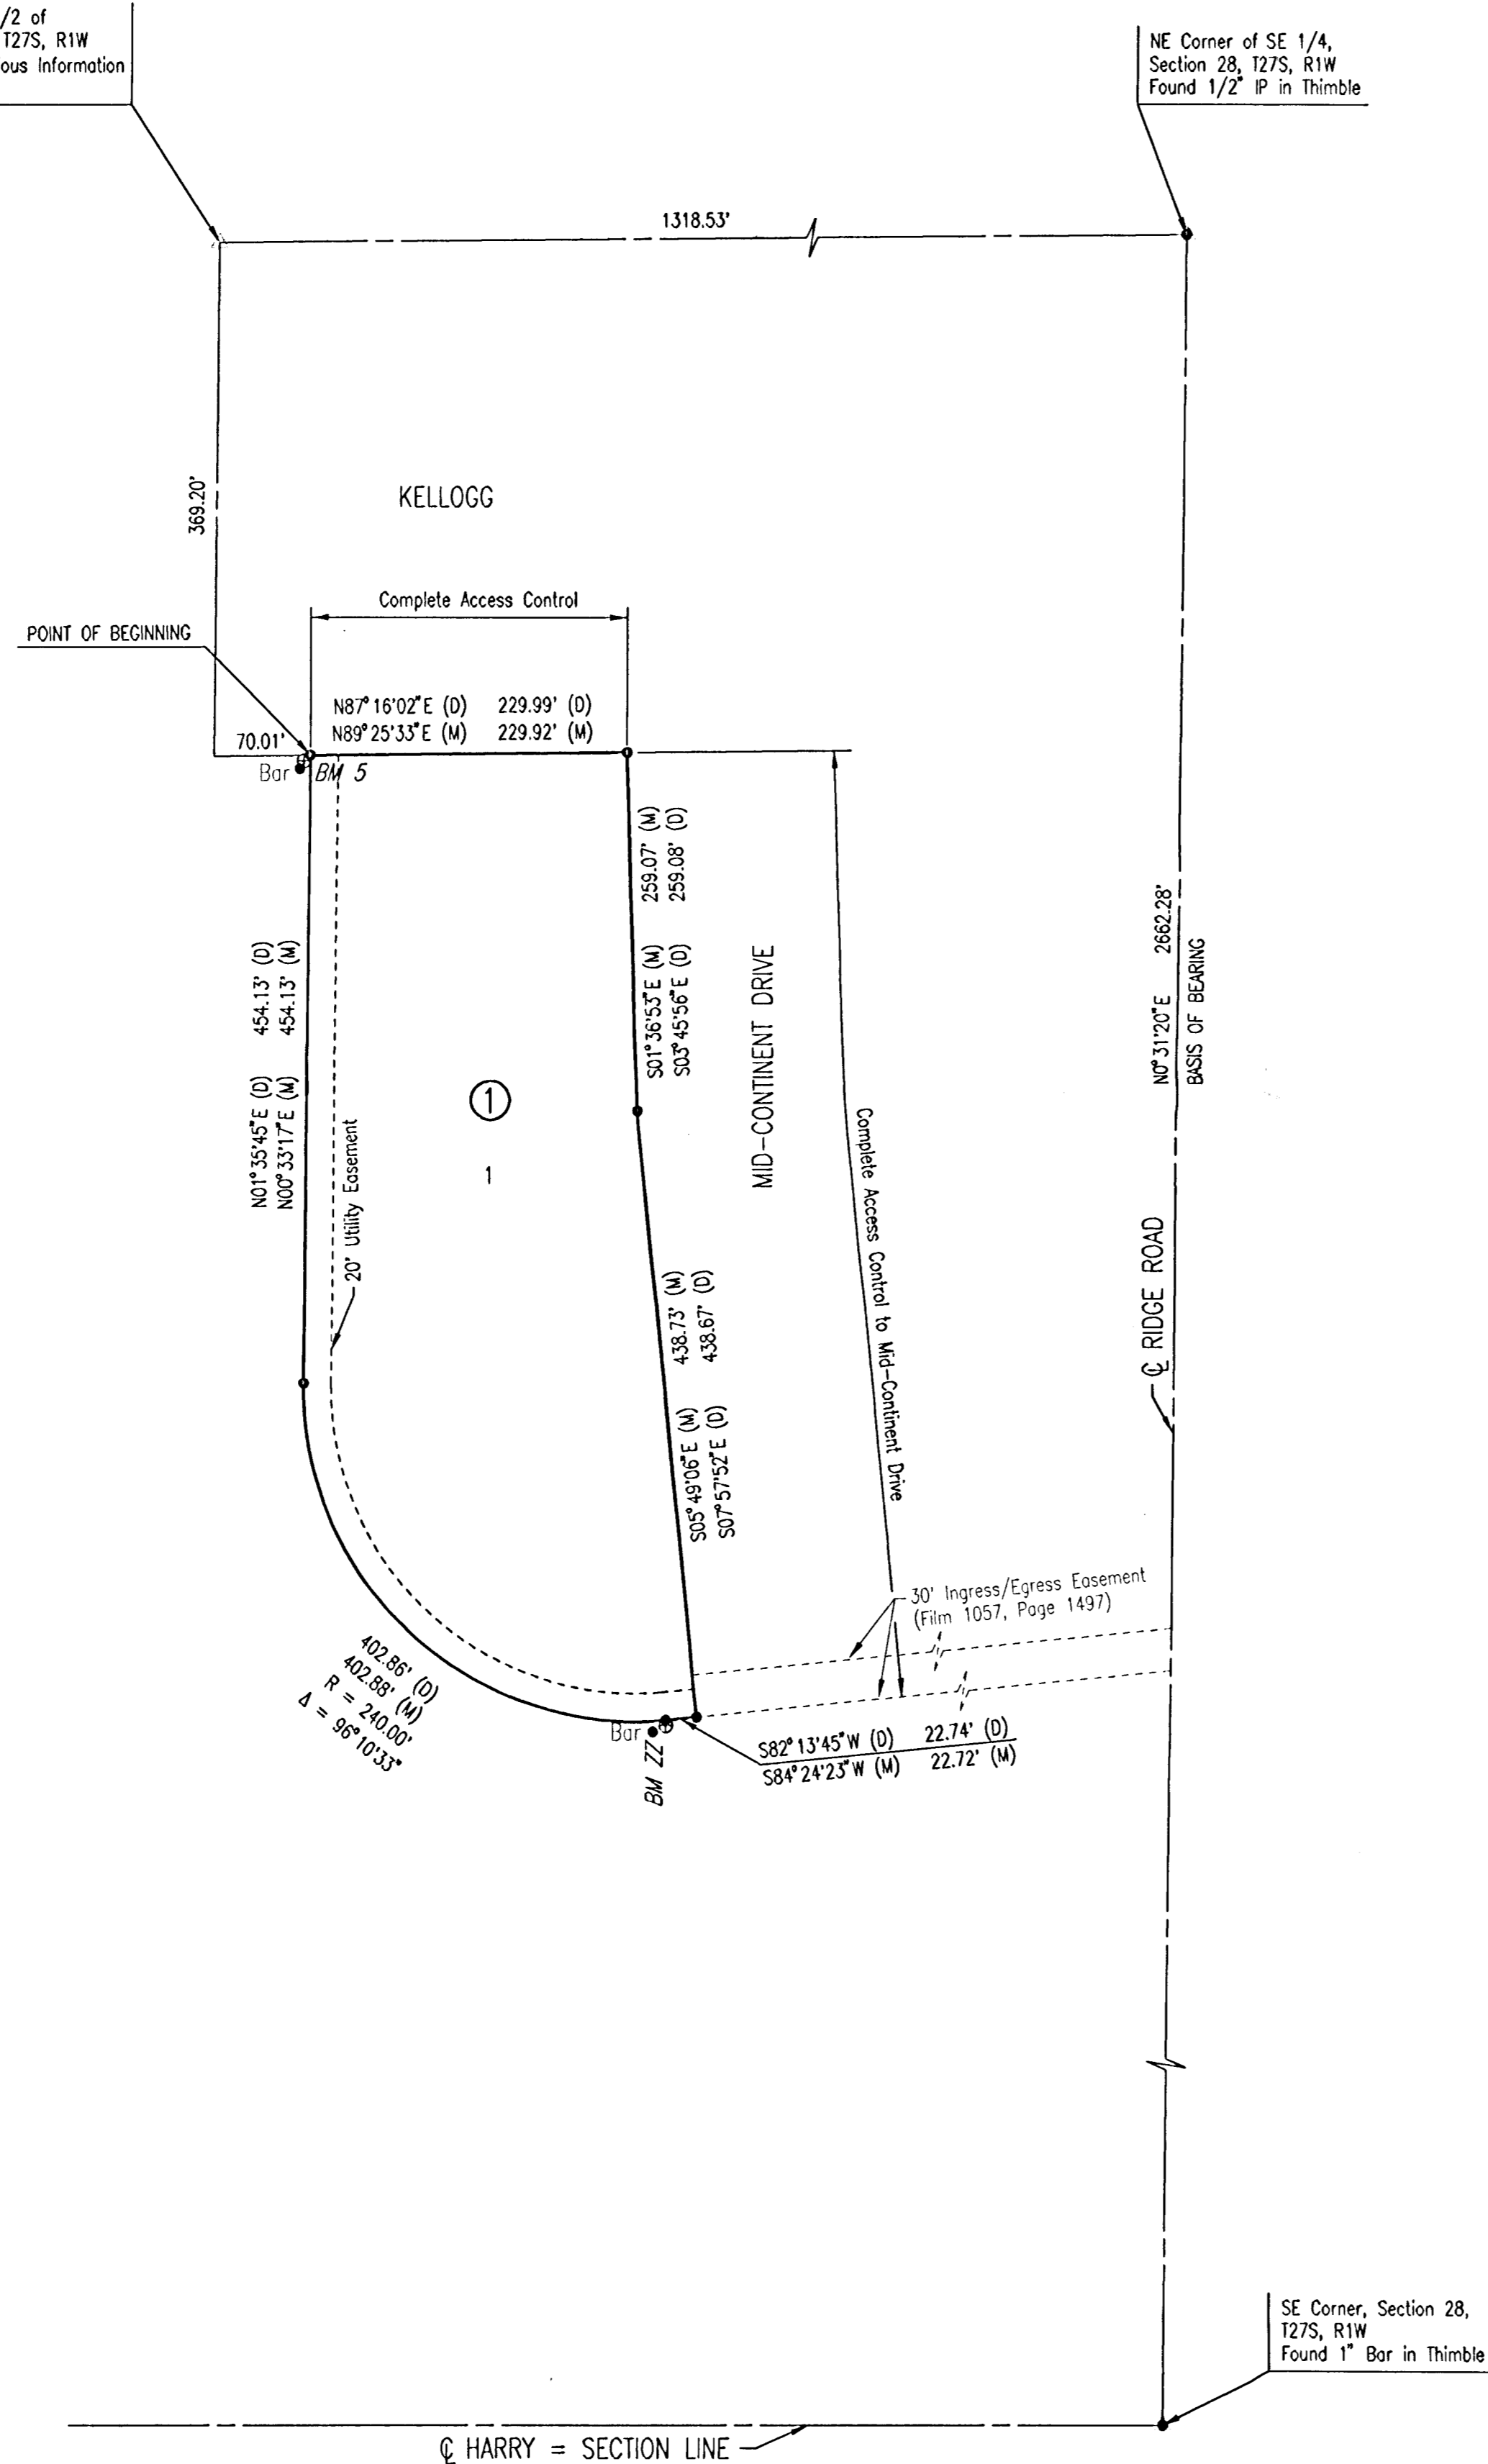 /2 of
T27S, R1W
ous Information
NE Corner of SE 1/4,
Section 28, T27S, R1W
Found 1/2" IP in Thimble
1318.53'
369.20'
KELLOGG
Complete Access Control
POINT OF BEGINNING
N87°16'02"E (D) 229.99' (D)
N89°25'33"E (M) 229.92' (M)
70.01'
Bar
BM 5
259.07' (M)
259.08' (D)
S01°36'53"E (M)
S03°45'56"E (D)
454.13' (D)
454.13' (M)
N01°35'45"E (D)
N00°33'17"E (M)
MID-CONTINENT DRIVE
N0°31'20"E 2662.28'
BASIS OF BEARING
1
1
20' Utility Easement
Complete Access Control to Mid-Continent Drive
℄ RIDGE ROAD
438.73' (M)
438.67' (D)
S05°49'06"E (M)
S07°57'52"E (D)
30' Ingress/Egress Easement
(Film 1057, Page 1497)
402.86' (D)
402.88' (M)
R = 240.00'
Δ = 96°10'33"
Bar
BM ZZ
S82°13'45"W (D) 22.74' (D)
S84°24'23"W (M) 22.72' (M)
SE Corner, Section 28,
T27S, R1W
Found 1" Bar in Thimble
℄ HARRY = SECTION LINE